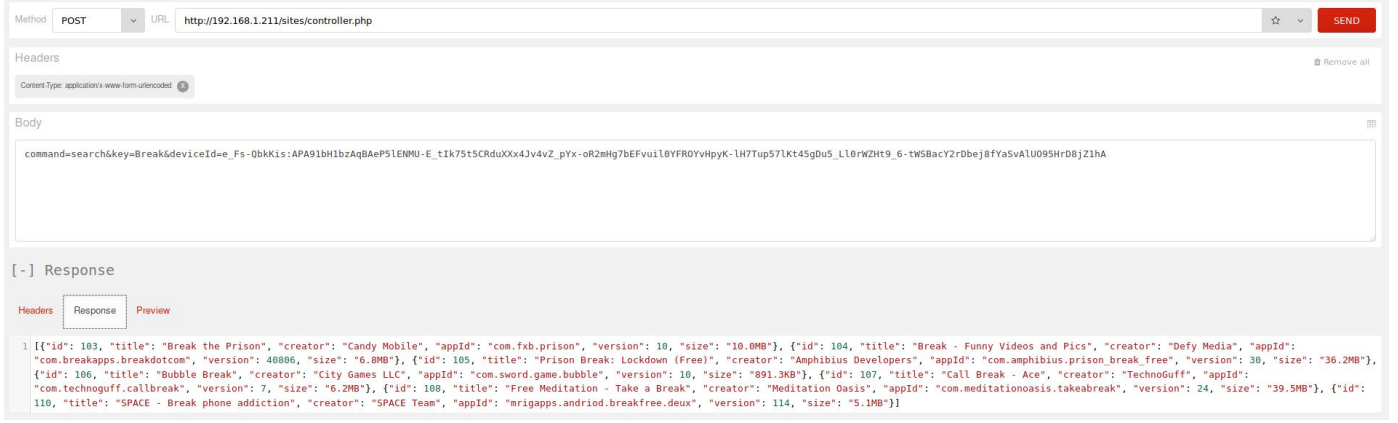 Method POST URL http://192.168.1.211/sites/controller.php SEND
Headers Remove all
Content-Type: application/x-www-form-urlencoded X
Body
command=search&key=Break&deviceId=e_Fs-QbkKis:APA91bH1bzAqBAeP5lENMU-E_tIk75t5CRduXXx4Jv4vZ_pYx-oR2mHg7bEFvuil0YFROYvHpyK-lH7Tup57lKt45gDu5_Ll0rWZHt9_6-tWSBacY2rDbej8fYaSvAlUO95HrD8jZ1hA
[-] Response
Headers Response Preview
1 [{"id": 103, "title": "Break the Prison", "creator": "Candy Mobile", "appId": "com.fxb.prison", "version": 10, "size": "10.0MB"}, {"id": 104, "title": "Break - Funny Videos and Pics", "creator": "Defy Media", "appId":
"com.breakapps.breakdotcom", "version": 40806, "size": "6.8MB"}, {"id": 105, "title": "Prison Break: Lockdown (Free)", "creator": "Amphibius Developers", "appId": "com.amphibius.prison_break_free", "version": 30, "size": "36.2MB"},
{"id": 106, "title": "Bubble Break", "creator": "City Games LLC", "appId": "com.sword.game.bubble", "version": 10, "size": "891.3KB"}, {"id": 107, "title": "Call Break - Ace", "creator": "TechnoGuff", "appId":
"com.technoguff.callbreak", "version": 7, "size": "6.2MB"}, {"id": 108, "title": "Free Meditation - Take a Break", "creator": "Meditation Oasis", "appId": "com.meditationoasis.takeabreak", "version": 24, "size": "39.5MB"}, {"id":
110, "title": "SPACE - Break phone addiction", "creator": "SPACE Team", "appId": "mrigapps.andriod.breakfree.deux", "version": 114, "size": "5.1MB"}]